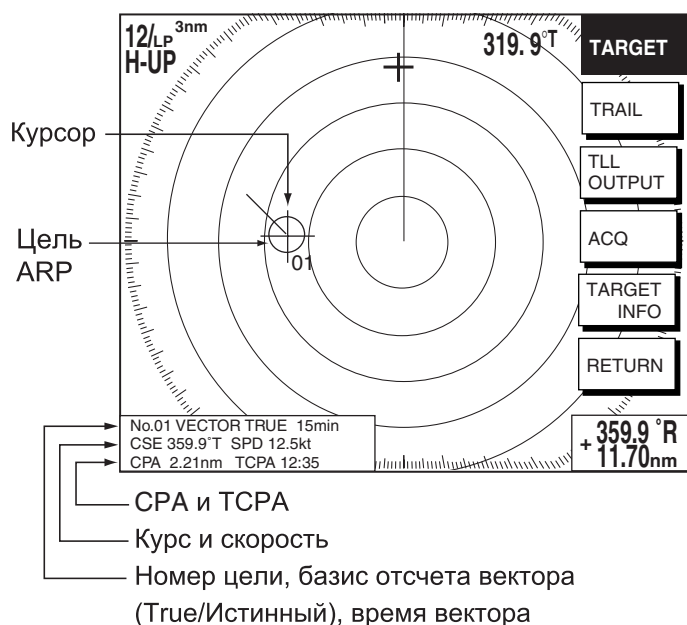 12/LP 3nm
H-UP
319. 9°T
TARGET
TRAIL
TLL
OUTPUT
ACQ
TARGET
INFO
RETURN
Курсор
Цель
ARP
01
No.01 VECTOR TRUE 15min
CSE 359.9°T SPD 12.5kt
CPA 2.21nm TCPA 12:35
+ 359.9 °R
11.70nm
CPA и TCPA
Курс и скорость
Номер цели, базис отсчета вектора
(True/Истинный), время вектора